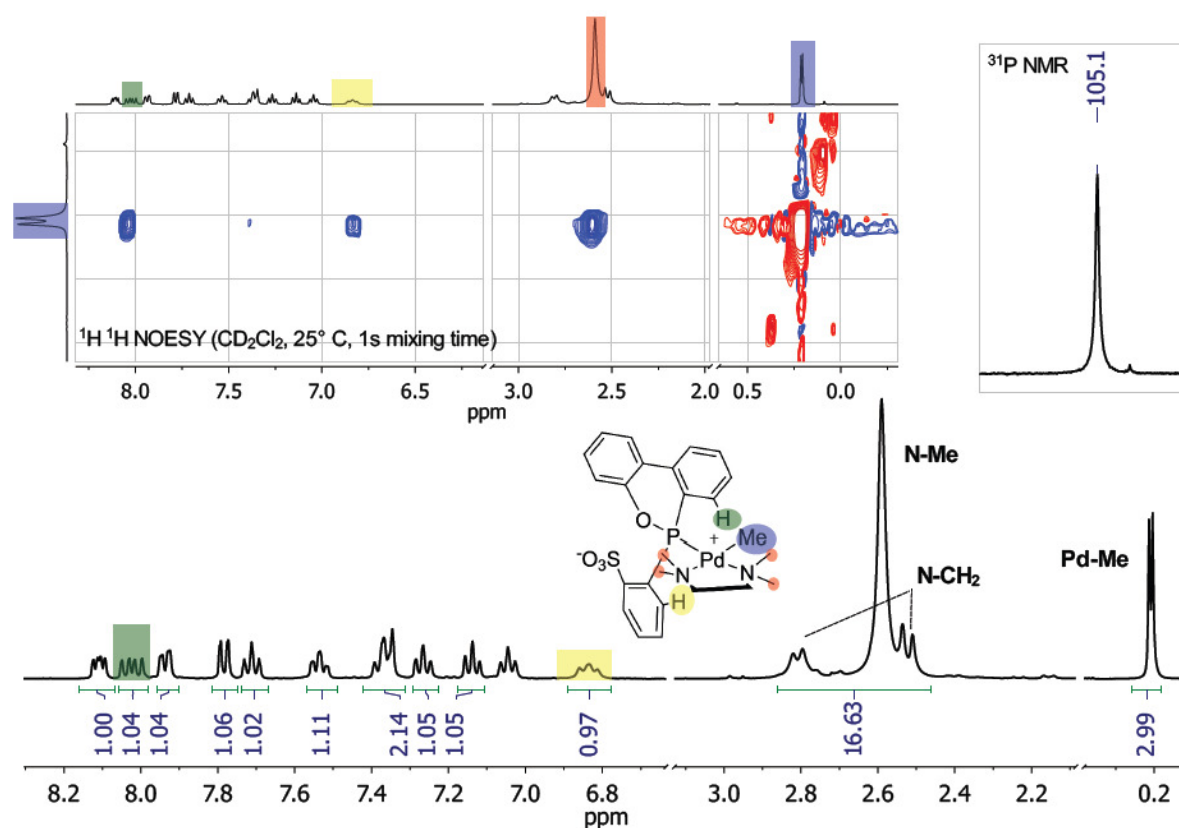 ³¹P NMR
105.1
¹H ¹H NOESY (CD₂Cl₂, 25° C, 1s mixing time)
8.0 7.5 7.0 6.5 3.0 2.5 2.0 0.5 0.0
ppm ppm
N-Me
Pd-Me
N-CH₂
H
O P + Me
⁻O₃S Pd
N N
H
1.00 1.04 1.04 1.06 1.02 1.11 2.14 1.05 1.05 0.97 16.63 2.99
8.2 8.0 7.8 7.6 7.4 7.2 7.0 6.8 3.0 2.8 2.6 2.4 2.2 0.2
ppm ppm